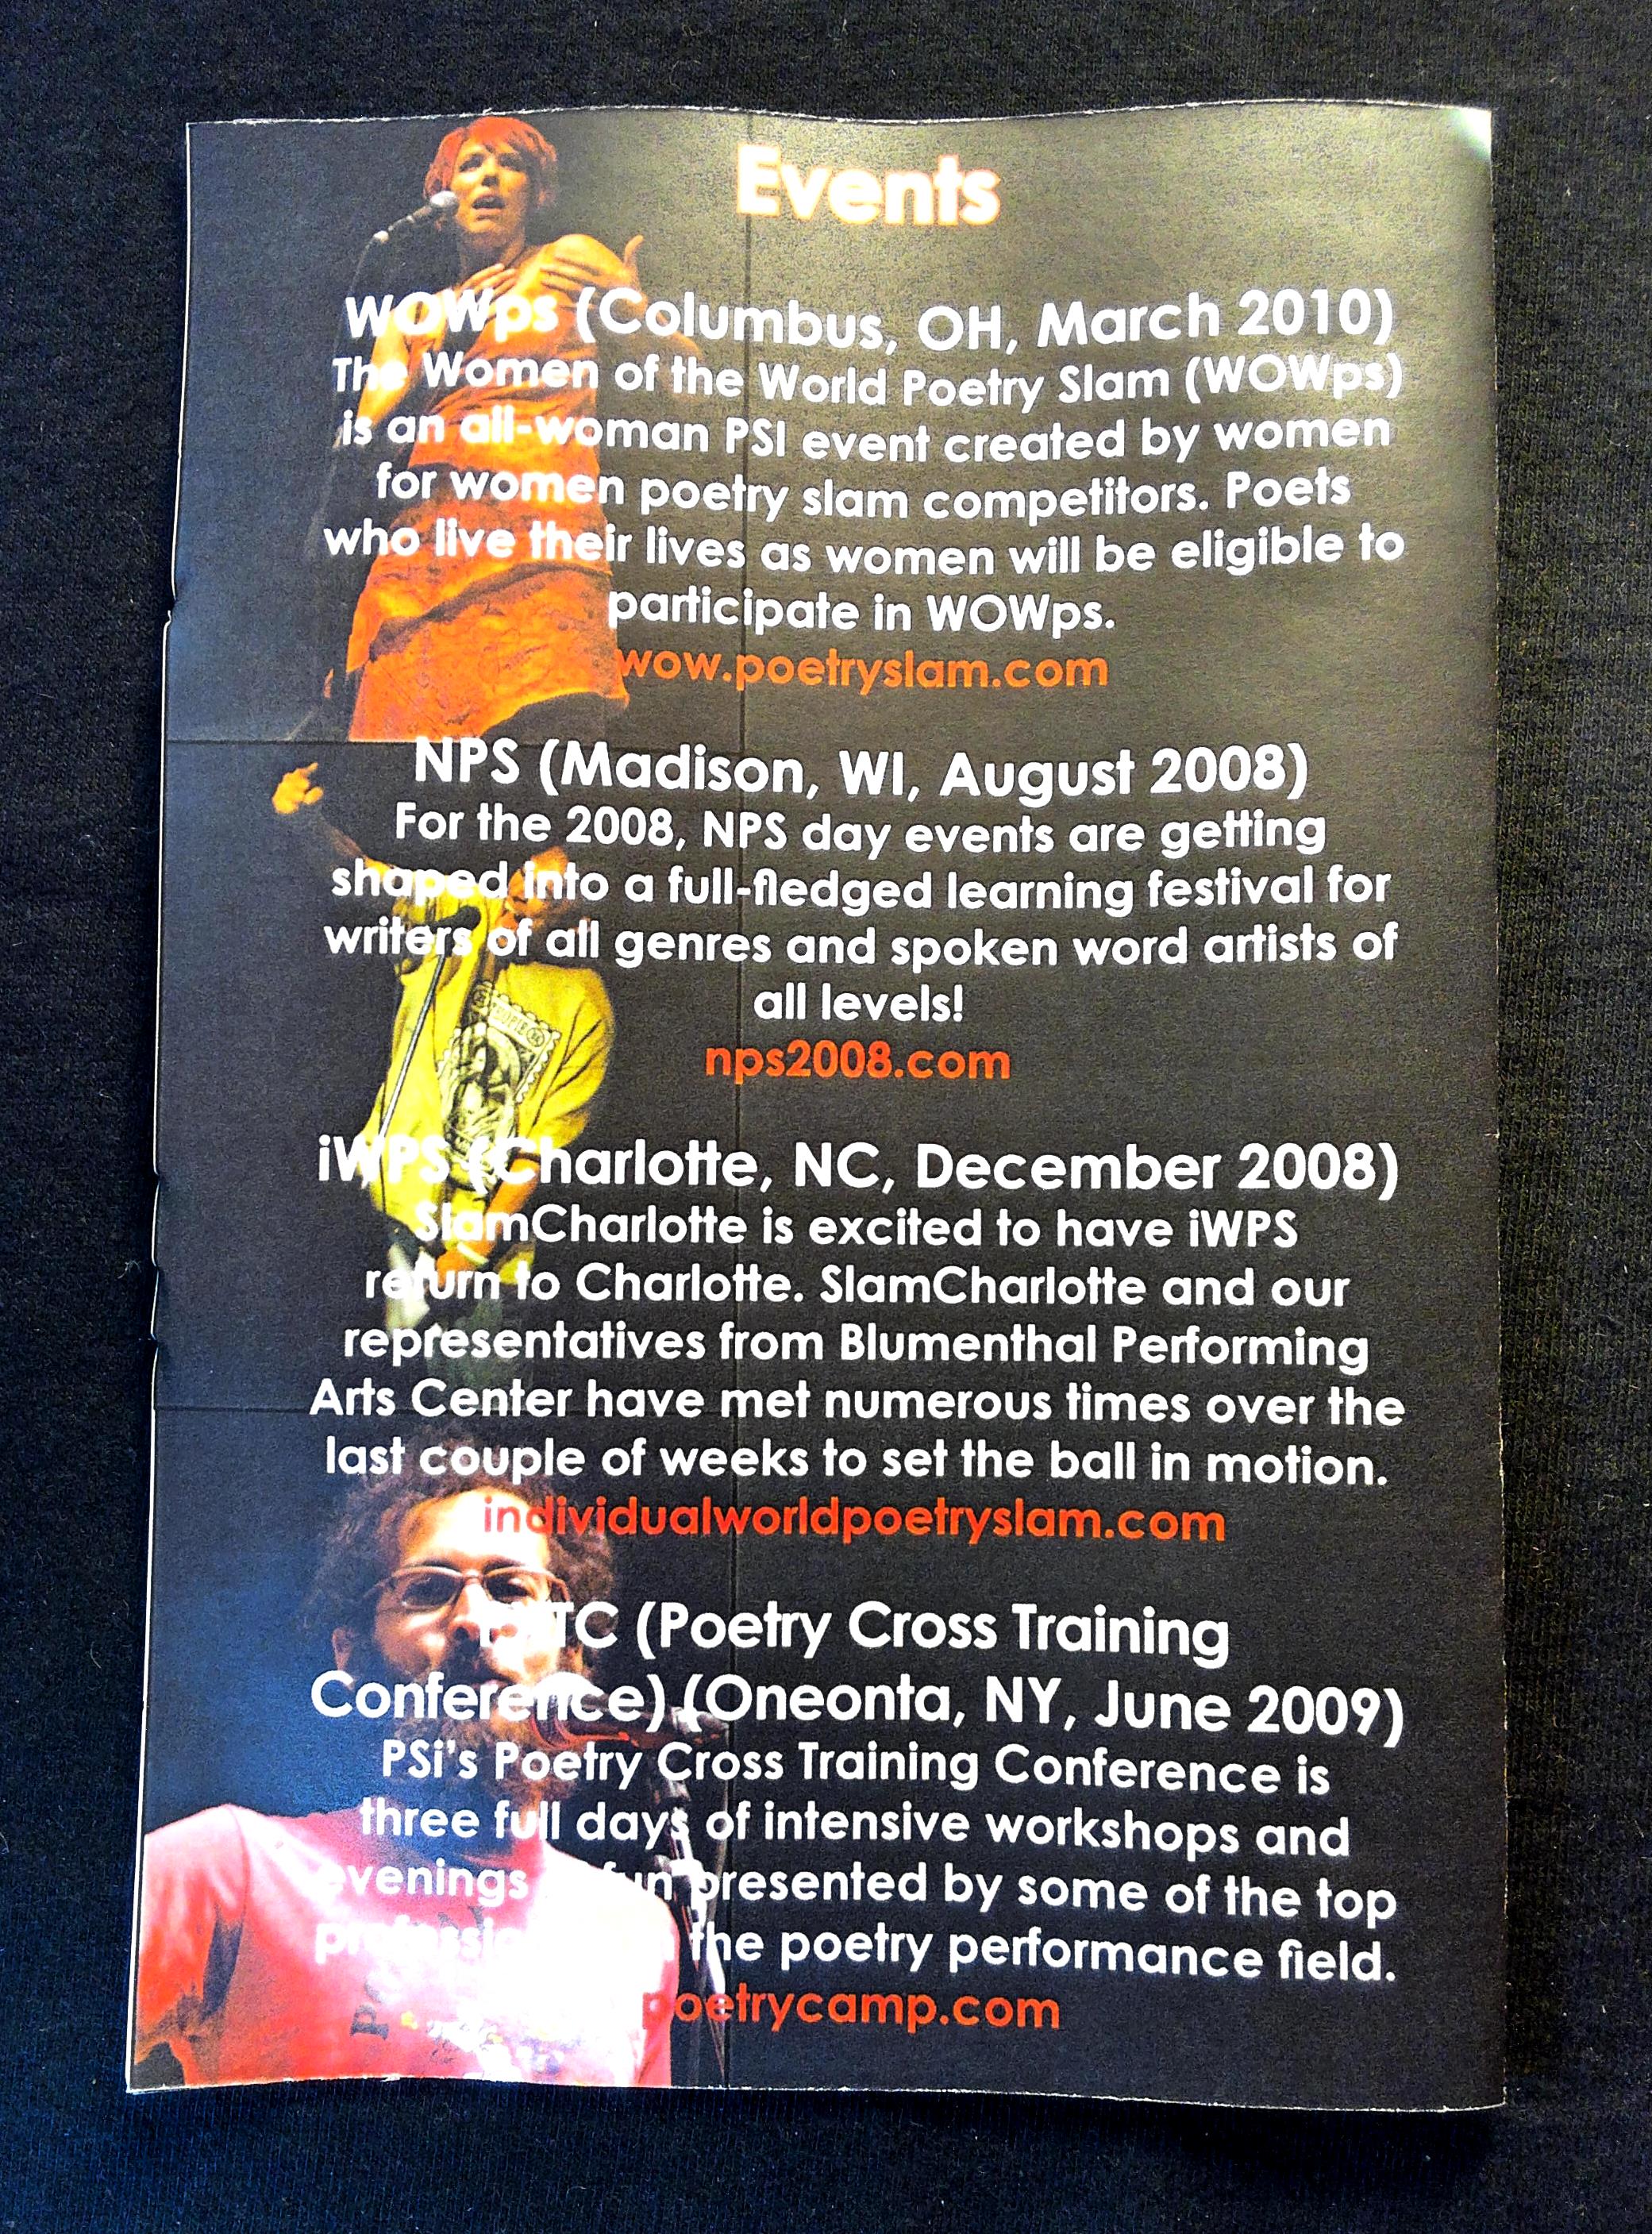 Events
WOWps (Columbus, OH, March 2010)
The Women of the World Poetry Slam (WOWps)
is an all-woman PSI event created by women
for women poetry slam competitors. Poets
who live their lives as women will be eligible to
participate in WOWps.
wow.poetryslam.com
NPS (Madison, WI, August 2008)
For the 2008, NPS day events are getting
shaped into a full-fledged learning festival for
writers of all genres and spoken word artists of
all levels!
nps2008.com
iWPS (Charlotte, NC, December 2008)
SlamCharlotte is excited to have iWPS
return to Charlotte. SlamCharlotte and our
representatives from Blumenthal Performing
Arts Center have met numerous times over the
last couple of weeks to set the ball in motion.
individualworldpoetryslam.com
(Poetry Cross Training
Conference) (Oneonta, NY, June 2009)
PSi's Poetry Cross Training Conference is
three full days of intensive workshops and
evenings fun presented by some of the top
the poetry performance field.
poetrycamp.com